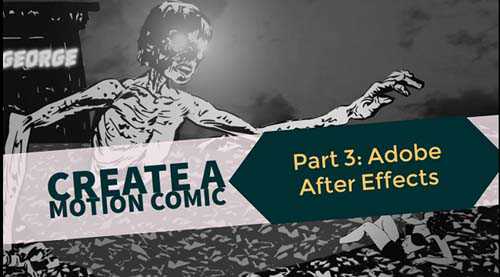 GEORGE
CREATE A
MOTION COMIC
Part 3: Adobe
After Effects